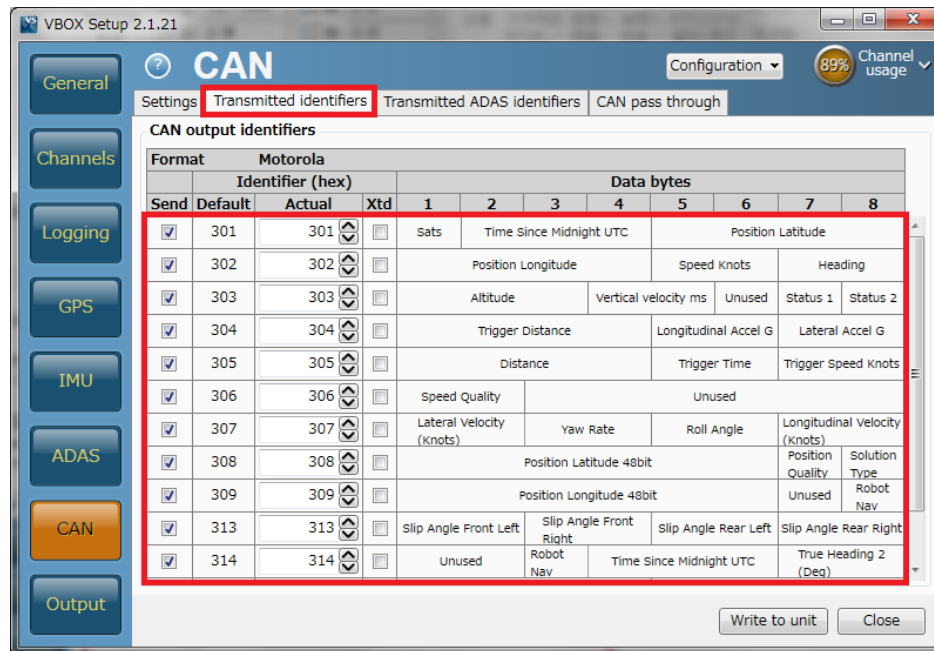 VBOX Setup 2.1.21
General
Channels
Logging
GPS
IMU
ADAS
CAN
Output
? CAN
Configuration
89% Channel usage
Settings Transmitted identifiers Transmitted ADAS identifiers CAN pass through
CAN output identifiers
Format Motorola
Identifier (hex) Data bytes
Send Default Actual Xtd 1 2 3 4 5 6 7 8
301 301 Sats Time Since Midnight UTC Position Latitude
302 302 Position Longitude Speed Knots Heading
303 303 Altitude Vertical velocity ms Unused Status 1 Status 2
304 304 Trigger Distance Longitudinal Accel G Lateral Accel G
305 305 Distance Trigger Time Trigger Speed Knots
306 306 Speed Quality Unused
307 307 Lateral Velocity (Knots) Yaw Rate Roll Angle Longitudinal Velocity (Knots)
308 308 Position Latitude 48bit Position Quality Solution Type
309 309 Position Longitude 48bit Unused Robot Nav
313 313 Slip Angle Front Left Slip Angle Front Right Slip Angle Rear Left Slip Angle Rear Right
314 314 Unused Robot Nav Time Since Midnight UTC True Heading 2 (Deg)
Write to unit Close